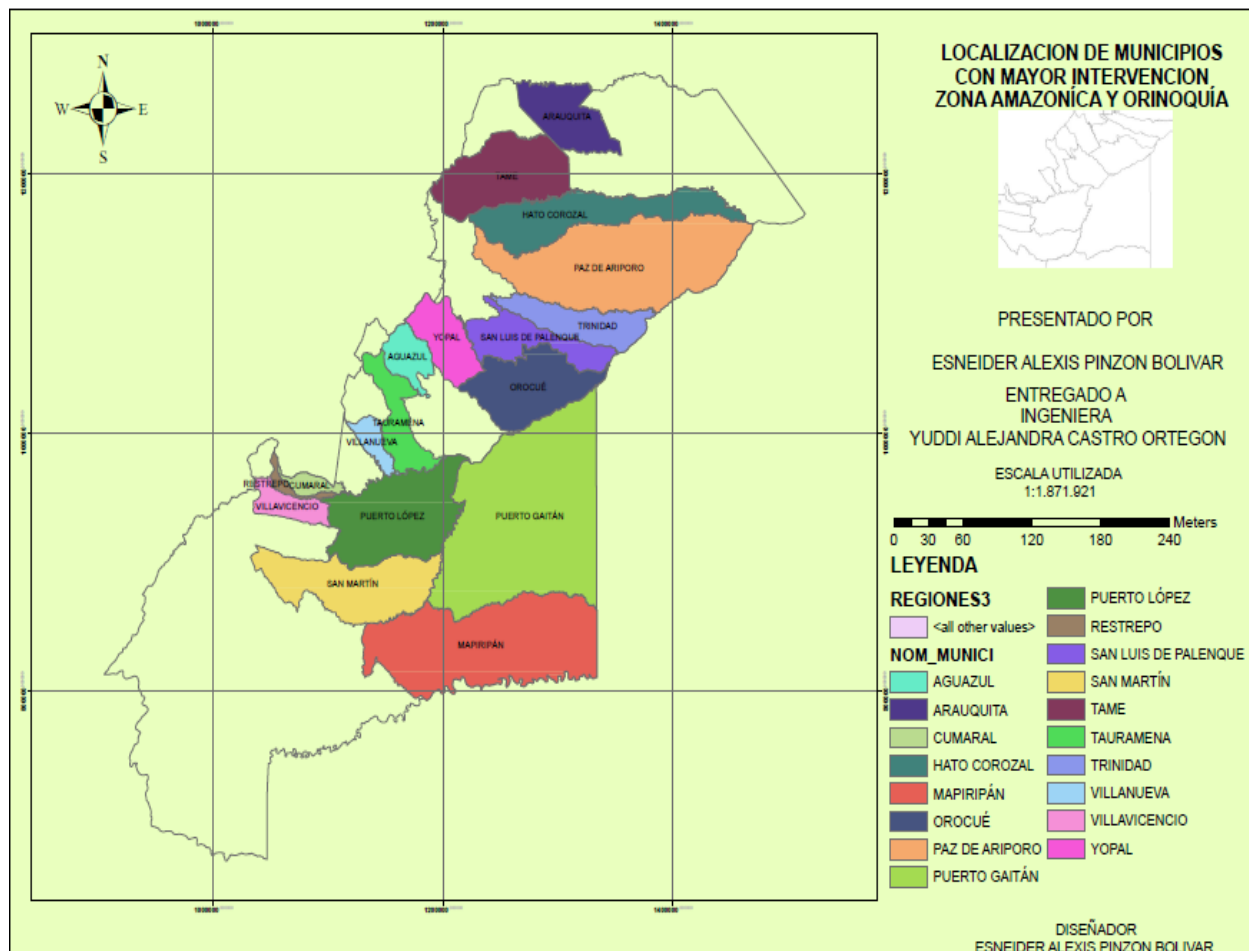 LOCALIZACION DE MUNICIPIOS
CON MAYOR INTERVENCION
ZONA AMAZONÍCA Y ORINOQUÍA
N
W
E
S
ARAUQUITA
TAME
HATO COROZAL
PAZ DE ARIPORO
TRINIDAD
YOPAL
SAN LUIS DE PALENQUE
AGUAZUL
OROCUÉ
TAURAMENA
VILLANUEVA
RESTREPO
CUMARAL
VILLAVICENCIO
PUERTO LÓPEZ
PUERTO GAITÁN
SAN MARTÍN
MAPIRIPÁN
PRESENTADO POR
ESNEIDER ALEXIS PINZON BOLIVAR
ENTREGADO A
INGENIERA
YUDDI ALEJANDRA CASTRO ORTEGON
ESCALA UTILIZADA
1:1.871.921
Meters
0 30 60 120 180 240
LEYENDA
REGIONES3
<all other values>
NOM_MUNICI
AGUAZUL
ARAUQUITA
CUMARAL
HATO COROZAL
MAPIRIPÁN
OROCUÉ
PAZ DE ARIPORO
PUERTO GAITÁN
PUERTO LÓPEZ
RESTREPO
SAN LUIS DE PALENQUE
SAN MARTÍN
TAME
TAURAMENA
TRINIDAD
VILLANUEVA
VILLAVICENCIO
YOPAL
DISEÑADOR
ESNEIDER ALEXIS PINZON BOLIVAR